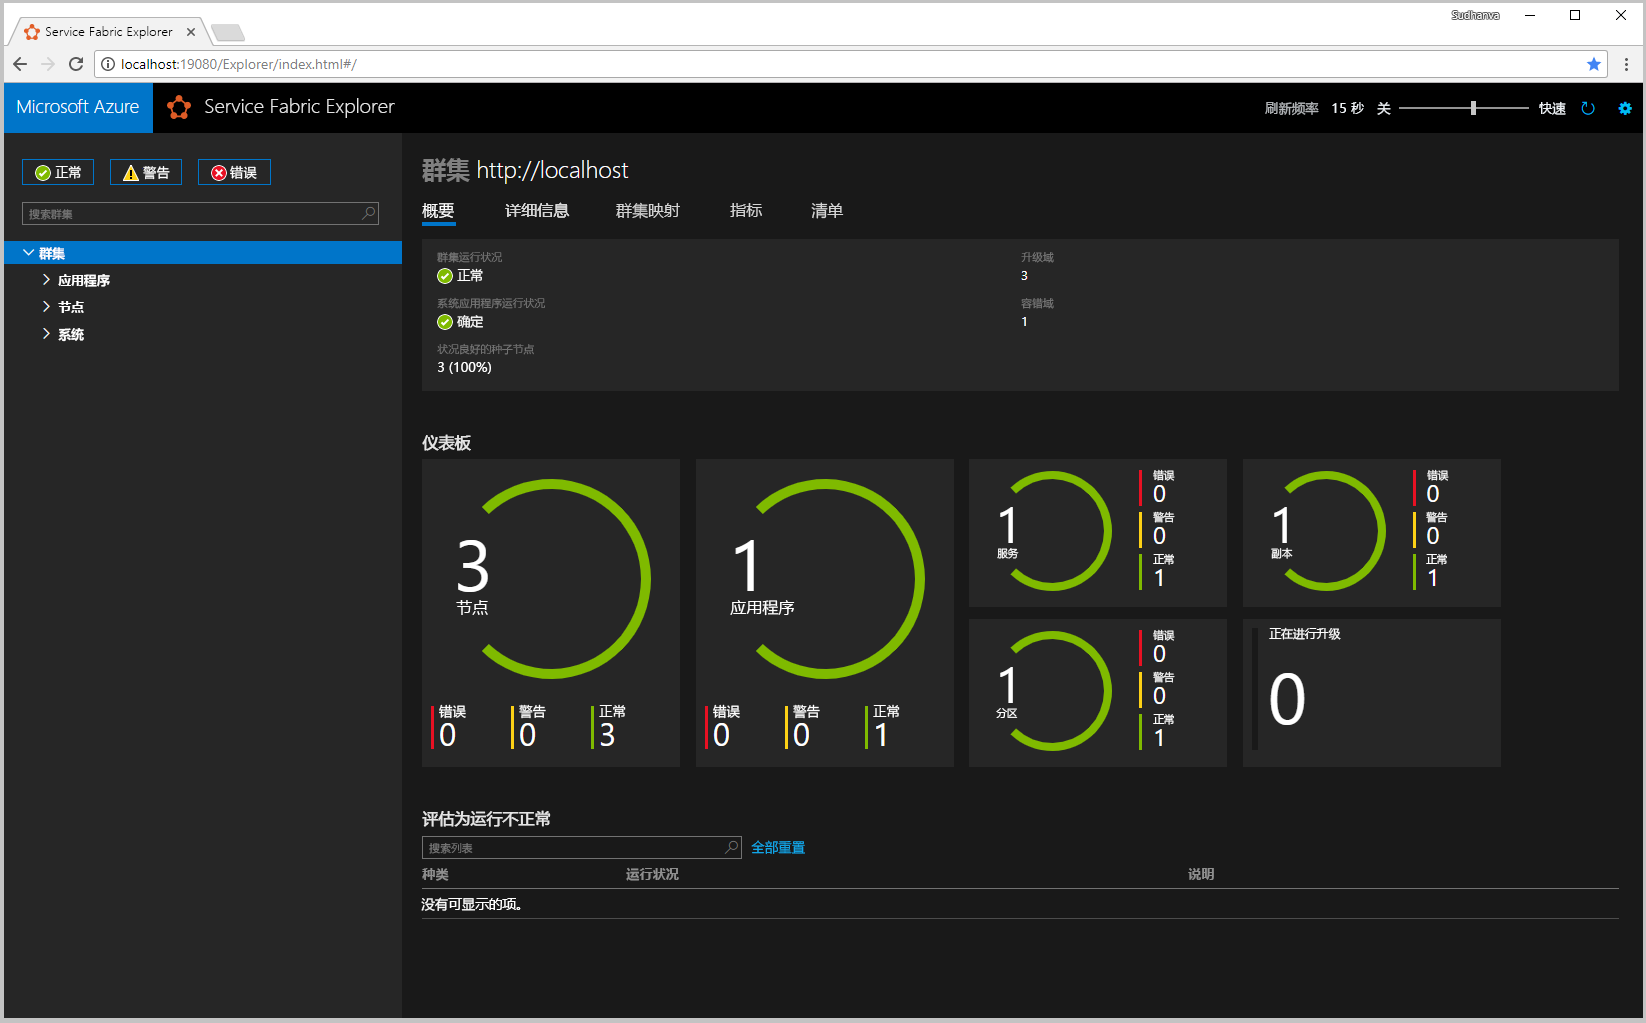 Sudhanva
Service Fabric Explorer
localhost:19080/Explorer/index.html#/
Microsoft Azure Service Fabric Explorer 刷新频率 15 秒 关 快速
正常 警告 错误
搜索群集
群集
应用程序
节点
系统
群集 http://localhost
概要 详细信息 群集映射 指标 清单
群集运行状况
正常
系统应用程序运行状况
确定
状况良好的种子节点
3 (100%)
升级域
3
容错域
1
仪表板
3
节点
错误 警告 正常
0 0 3
1
应用程序
错误 警告 正常
0 0 1
1
服务
错误
0
警告
0
正常
1
1
副本
错误
0
警告
0
正常
1
1
分区
错误
0
警告
0
正常
1
正在进行升级
0
评估为运行不正常
搜索列表 全部重置
种类 运行状况 说明
没有可显示的项。